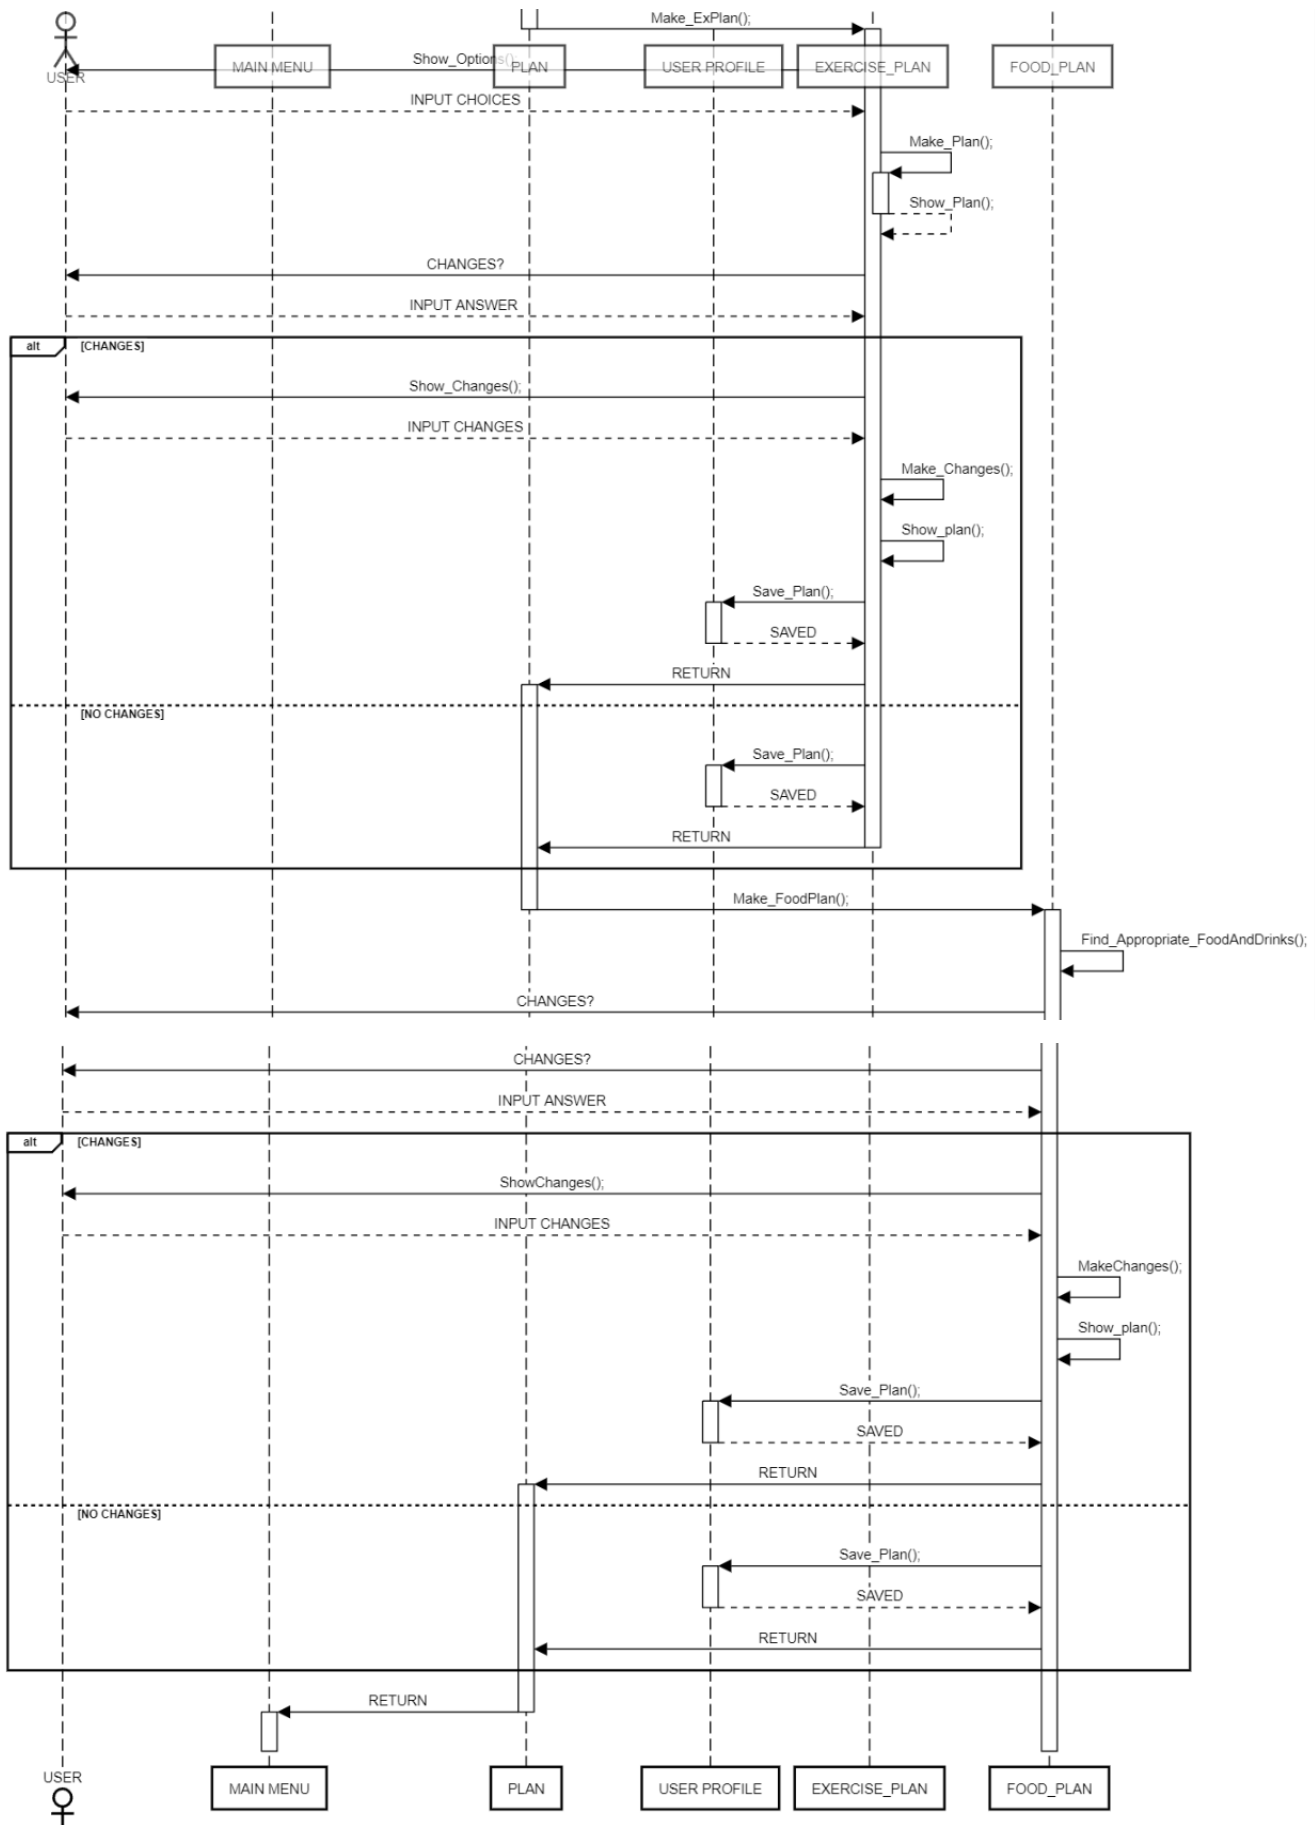 Make_ExPlan();
Show_Options();
USER
MAIN MENU
PLAN
USER PROFILE
EXERCISE_PLAN
FOOD_PLAN
INPUT CHOICES
Make_Plan();
Show_Plan();
CHANGES?
INPUT ANSWER
alt
[CHANGES]
Show_Changes();
INPUT CHANGES
Make_Changes();
Show_plan();
Save_Plan();
SAVED
RETURN
[NO CHANGES]
Save_Plan();
SAVED
RETURN
Make_FoodPlan();
Find_Appropriate_FoodAndDrinks();
CHANGES?
CHANGES?
INPUT ANSWER
alt
[CHANGES]
ShowChanges();
INPUT CHANGES
MakeChanges();
Show_plan();
Save_Plan();
SAVED
RETURN
[NO CHANGES]
Save_Plan();
SAVED
RETURN
RETURN
USER
MAIN MENU
PLAN
USER PROFILE
EXERCISE_PLAN
FOOD_PLAN